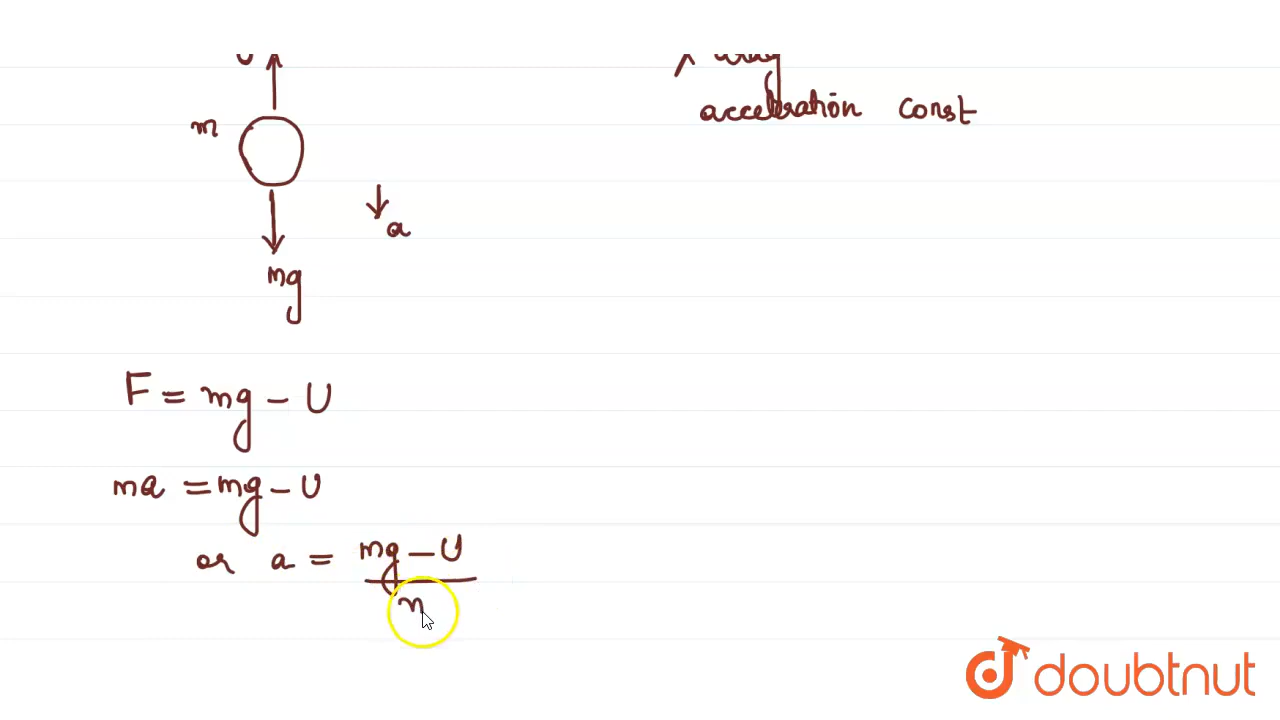 m
acceleration const
a
mg
F = mg - U
ma = mg - U
or a = mg - U
m
doubtnut